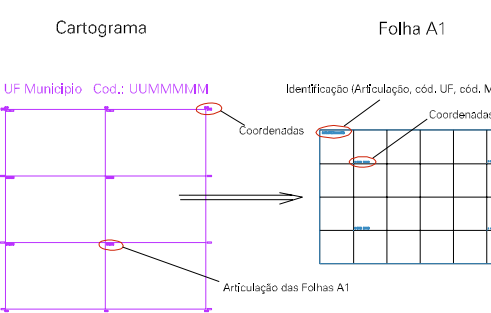 Cartograma
Folha A1
UF Municipio Cod.: UUMMMMM
Identificação (Articulação, cód. UF, cód. M
Coordenadas
Coordenadas
Articulação das Folhas A1